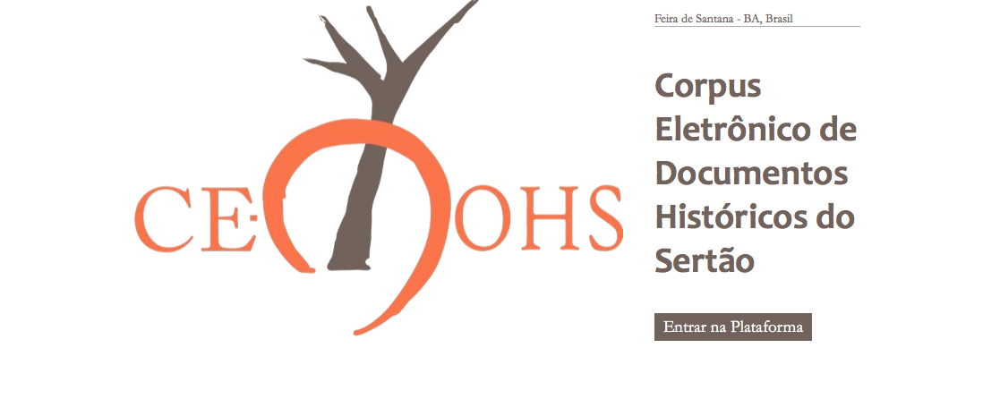 CE-DOHS
Feira de Santana - BA, Brasil
Corpus
Eletrônico de
Documentos
Históricos do
Sertão
Entrar na Plataforma